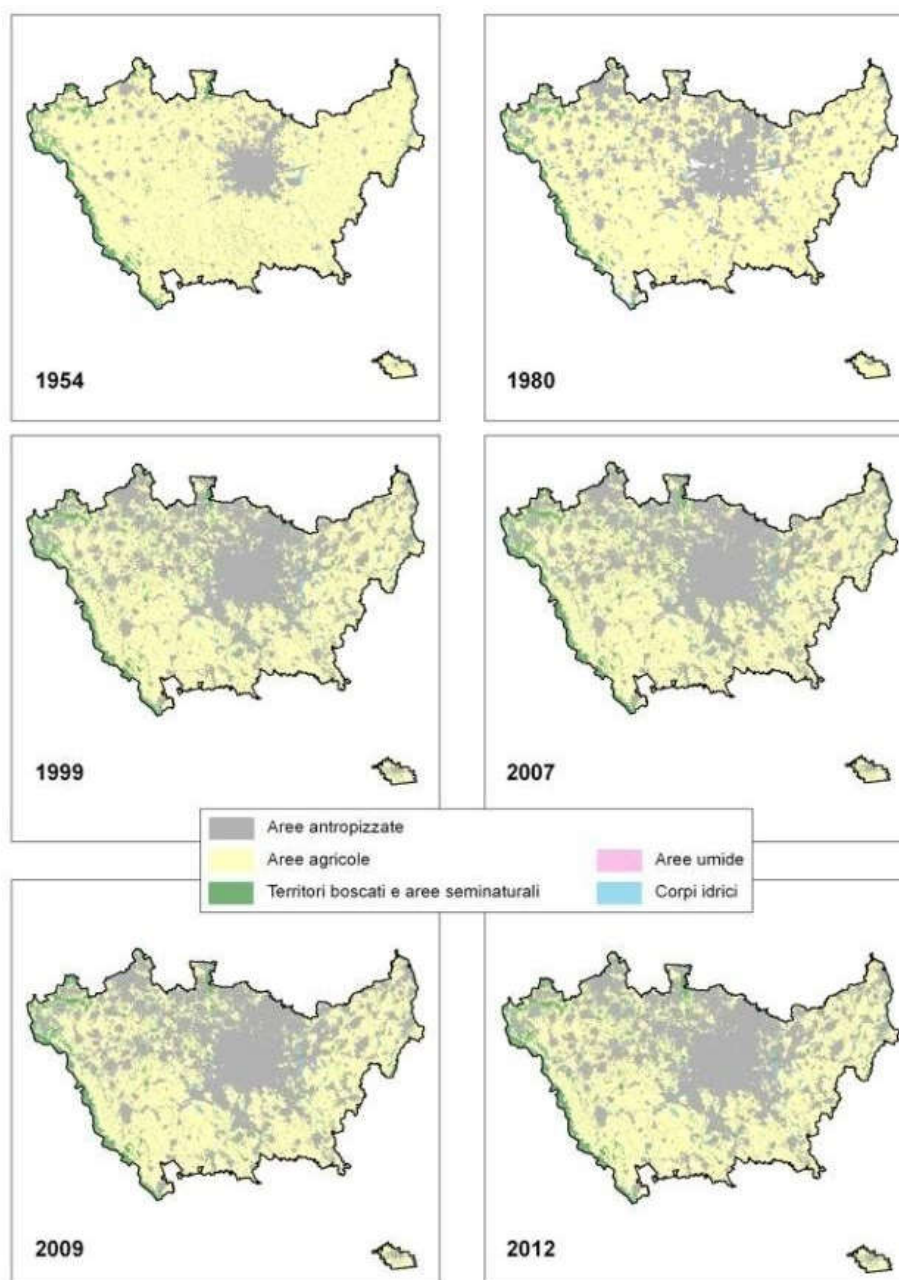 1954
1980
1999
2007
Aree antropizzate
Aree agricole
Territori boscati e aree seminaturali
Aree umide
Corpi idrici
2009
2012